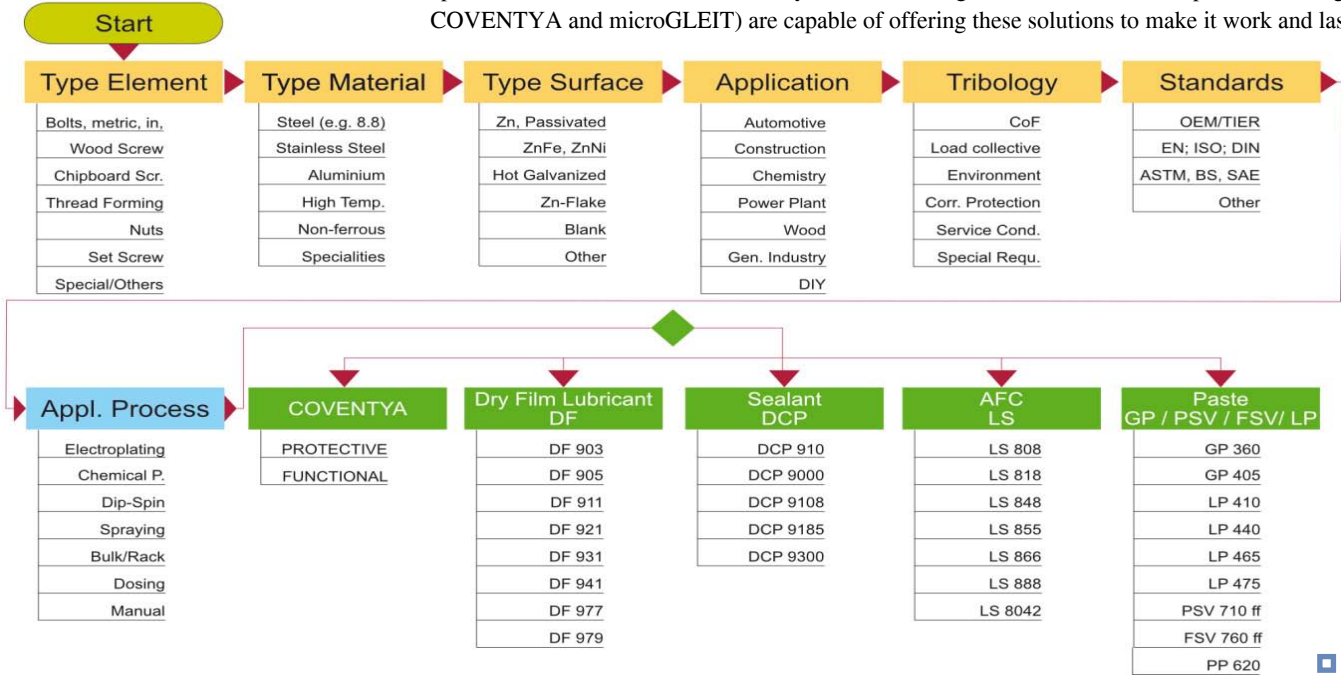 COVENTYA and microGLEIT) are capable of offering these solutions to make it work and las
Start
Type Element
Bolts, metric, in,
Wood Screw
Chipboard Scr.
Thread Forming
Nuts
Set Screw
Special/Others
Type Material
Steel (e.g. 8.8)
Stainless Steel
Aluminium
High Temp.
Non-ferrous
Specialities
Type Surface
Zn, Passivated
ZnFe, ZnNi
Hot Galvanized
Zn-Flake
Blank
Other
Application
Automotive
Construction
Chemistry
Power Plant
Wood
Gen. Industry
DIY
Tribology
CoF
Load collective
Environment
Corr. Protection
Service Cond.
Special Requ.
Standards
OEM/TIER
EN; ISO; DIN
ASTM, BS, SAE
Other
Appl. Process
Electroplating
Chemical P.
Dip-Spin
Spraying
Bulk/Rack
Dosing
Manual
COVENTYA
PROTECTIVE
FUNCTIONAL
Dry Film Lubricant
DF
DF 903
DF 905
DF 911
DF 921
DF 931
DF 941
DF 977
DF 979
Sealant
DCP
DCP 910
DCP 9000
DCP 9108
DCP 9185
DCP 9300
AFC
LS
LS 808
LS 818
LS 848
LS 855
LS 866
LS 888
LS 8042
Paste
GP / PSV / FSV/ LP
GP 360
GP 405
LP 410
LP 440
LP 465
LP 475
PSV 710 ff
FSV 760 ff
PP 620